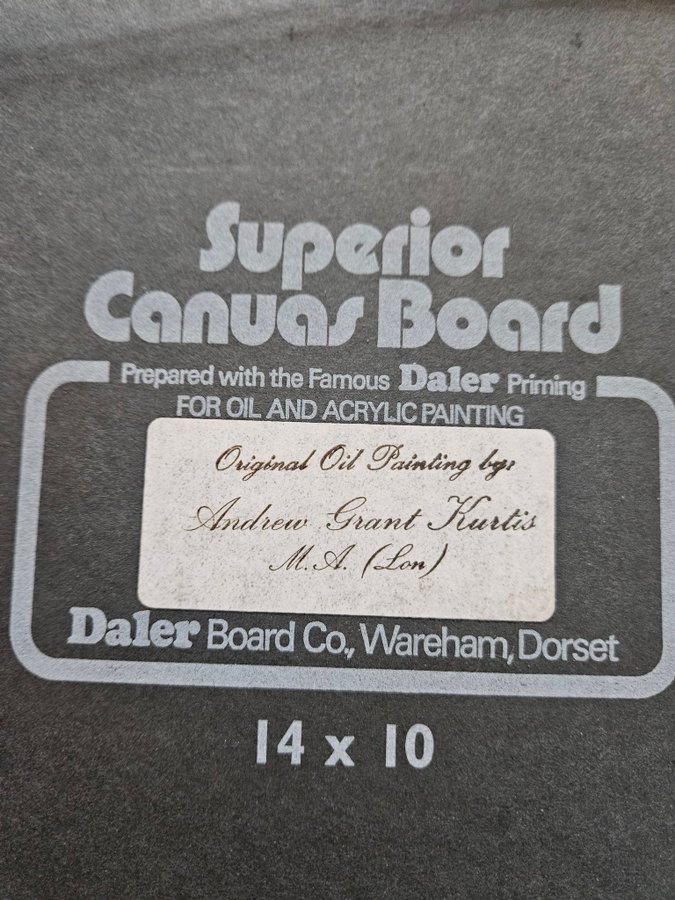 Superior
Canvas Board
Prepared with the Famous Daler Priming
FOR OIL AND ACRYLIC PAINTING
Original Oil Painting by:
Andrew Grant Kurtis
M.A. (Lon)
Daler Board Co., Wareham, Dorset
14 x 10